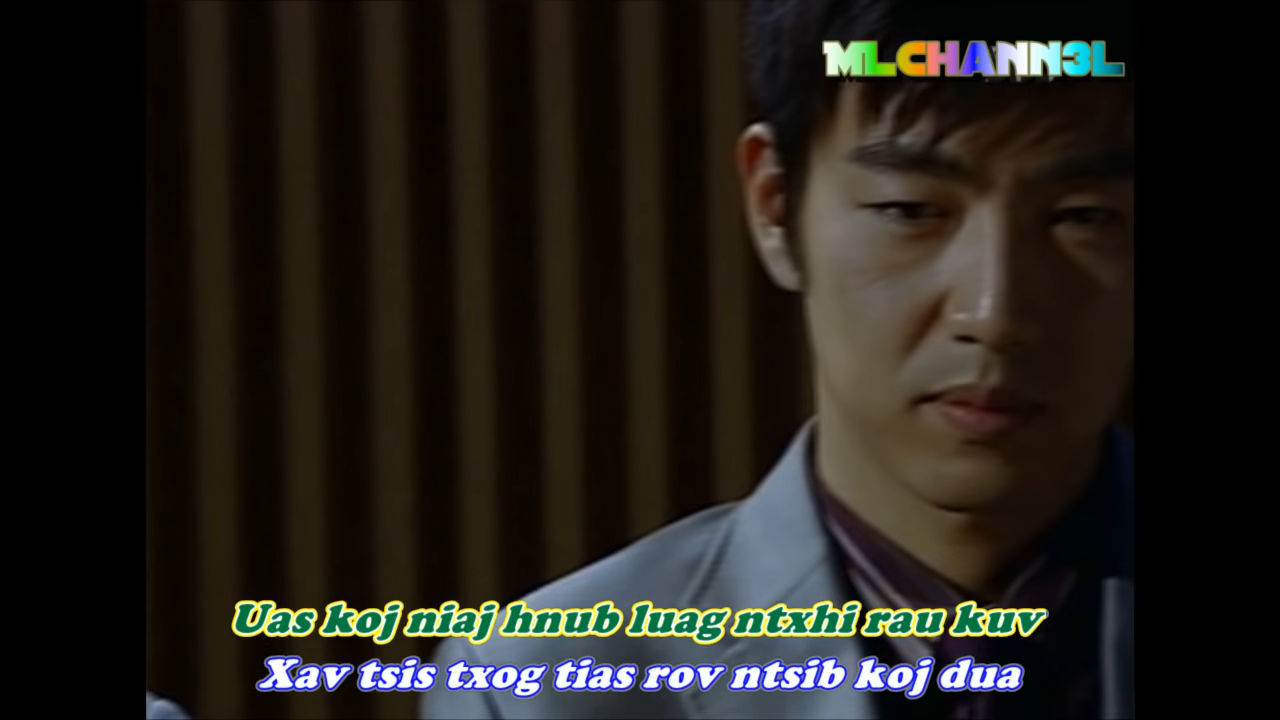 MLCHANN3L
Uas koj niaj hnub luag ntxhi rau kuv
Xav tsis txog tias rov ntsib koj dua